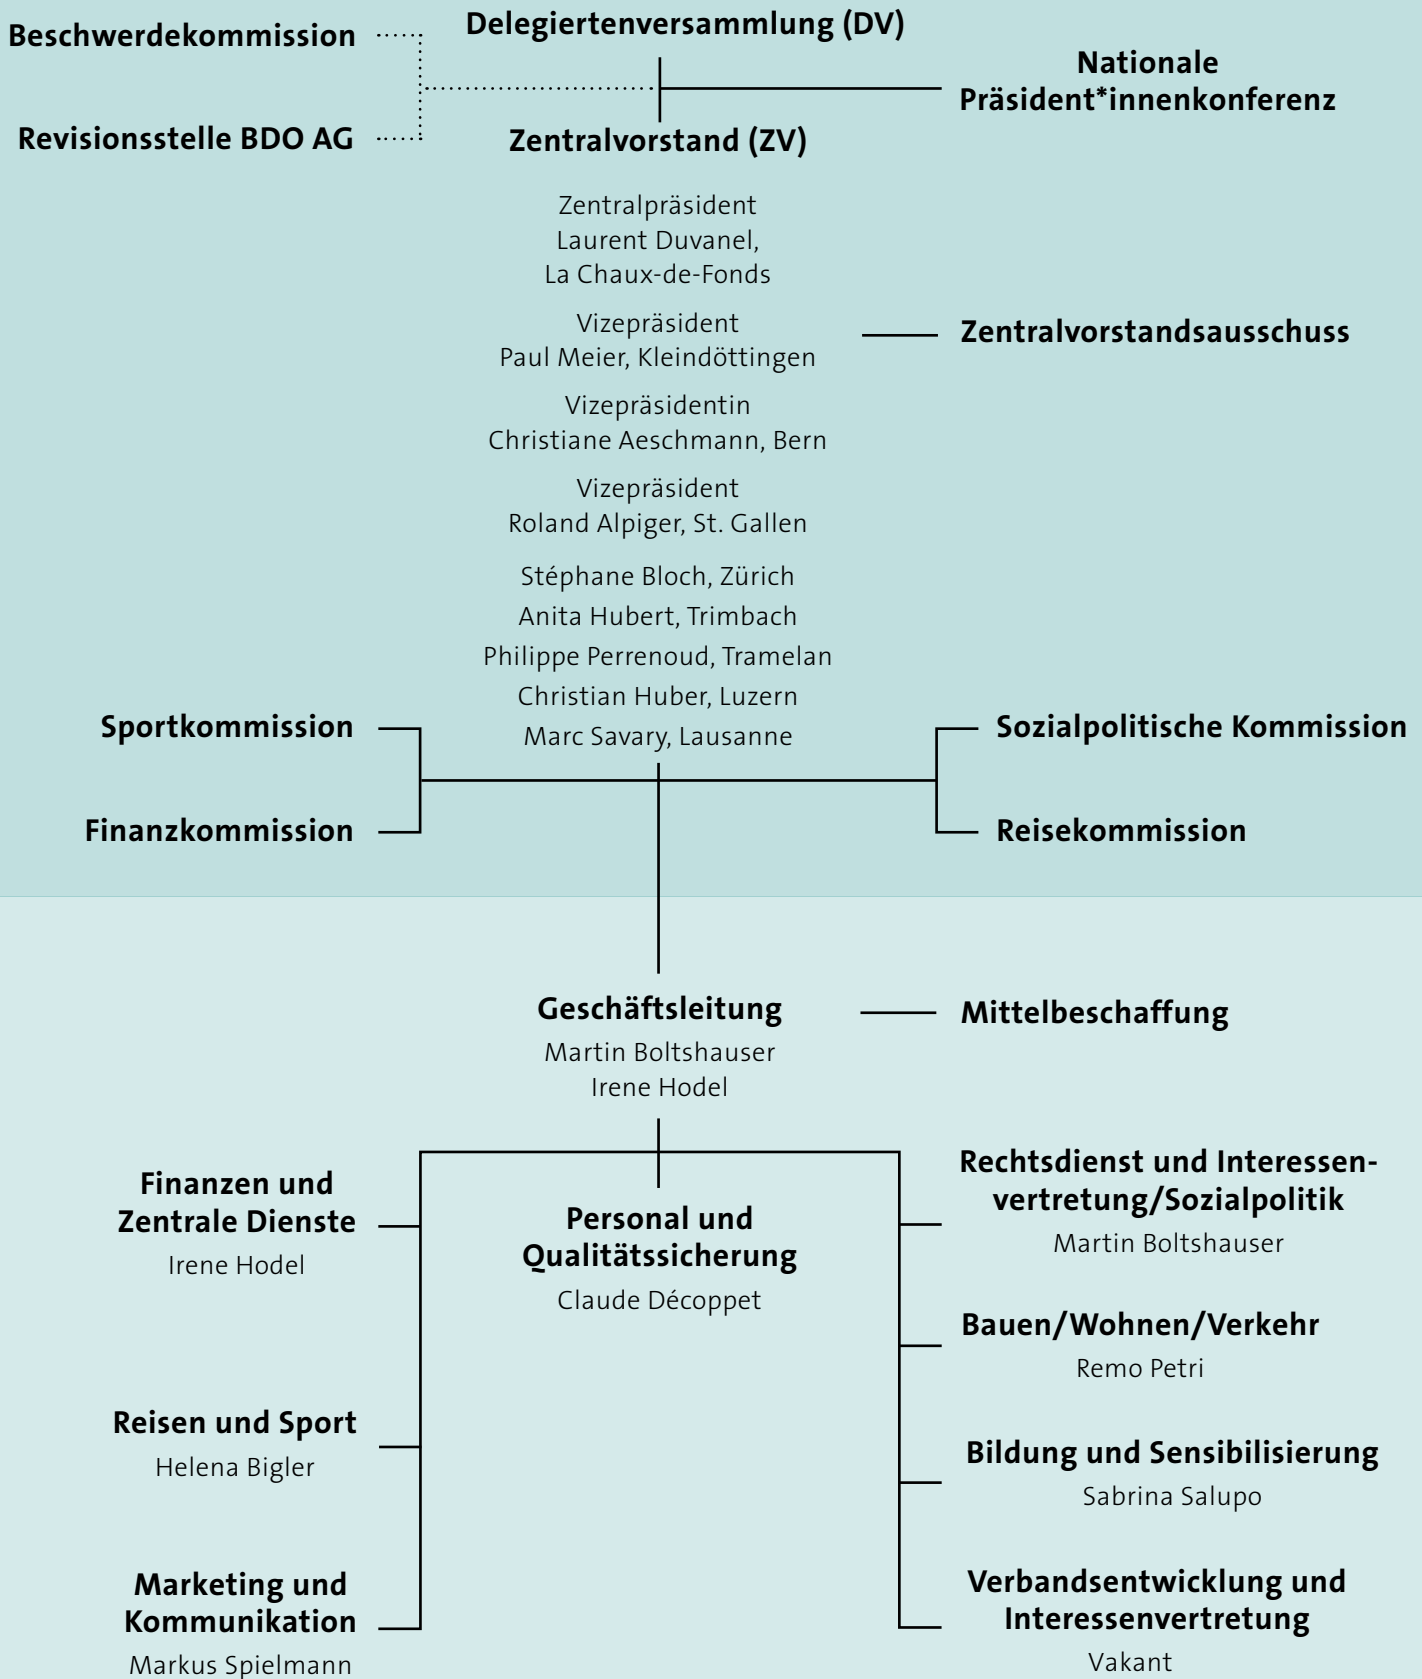 Beschwerdekommission
Delegiertenversammlung (DV)
Nationale
Präsident*innenkonferenz
Revisionsstelle BDO AG
Zentralvorstand (ZV)
Zentralpräsident
Laurent Duvanel,
La Chaux-de-Fonds
Vizepräsident
Paul Meier, Kleindöttingen
Zentralvorstandsausschuss
Vizepräsidentin
Christiane Aeschmann, Bern
Vizepräsident
Roland Alpiger, St. Gallen
Stéphane Bloch, Zürich
Anita Hubert, Trimbach
Philippe Perrenoud, Tramelan
Christian Huber, Luzern
Marc Savary, Lausanne
Sportkommission
Finanzkommission
Sozialpolitische Kommission
Reisekommission
Geschäftsleitung
Martin Boltshauser
Irene Hodel
Mittelbeschaffung
Finanzen und
Zentrale Dienste
Irene Hodel
Reisen und Sport
Helena Bigler
Marketing und
Kommunikation
Markus Spielmann
Personal und
Qualitätssicherung
Claude Décoppet
Rechtsdienst und Interessen-
vertretung/Sozialpolitik
Martin Boltshauser
Bauen/Wohnen/Verkehr
Remo Petri
Bildung und Sensibilisierung
Sabrina Salupo
Verbandsentwicklung und
Interessenvertretung
Vakant